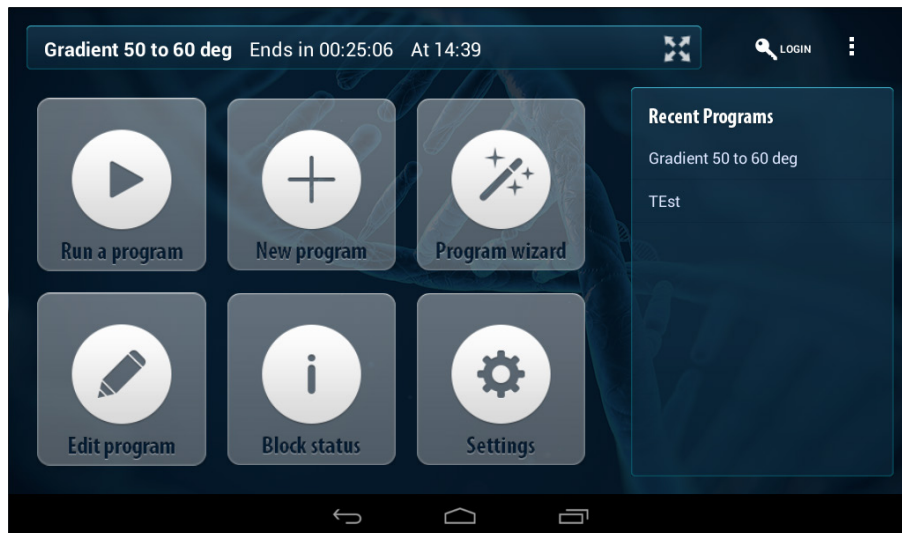 Gradient 50 to 60 deg Ends in 00:25:06 At 14:39
LOGIN
Run a program
New program
Program wizard
Edit program
Block status
Settings
Recent Programs
Gradient 50 to 60 deg
TEst